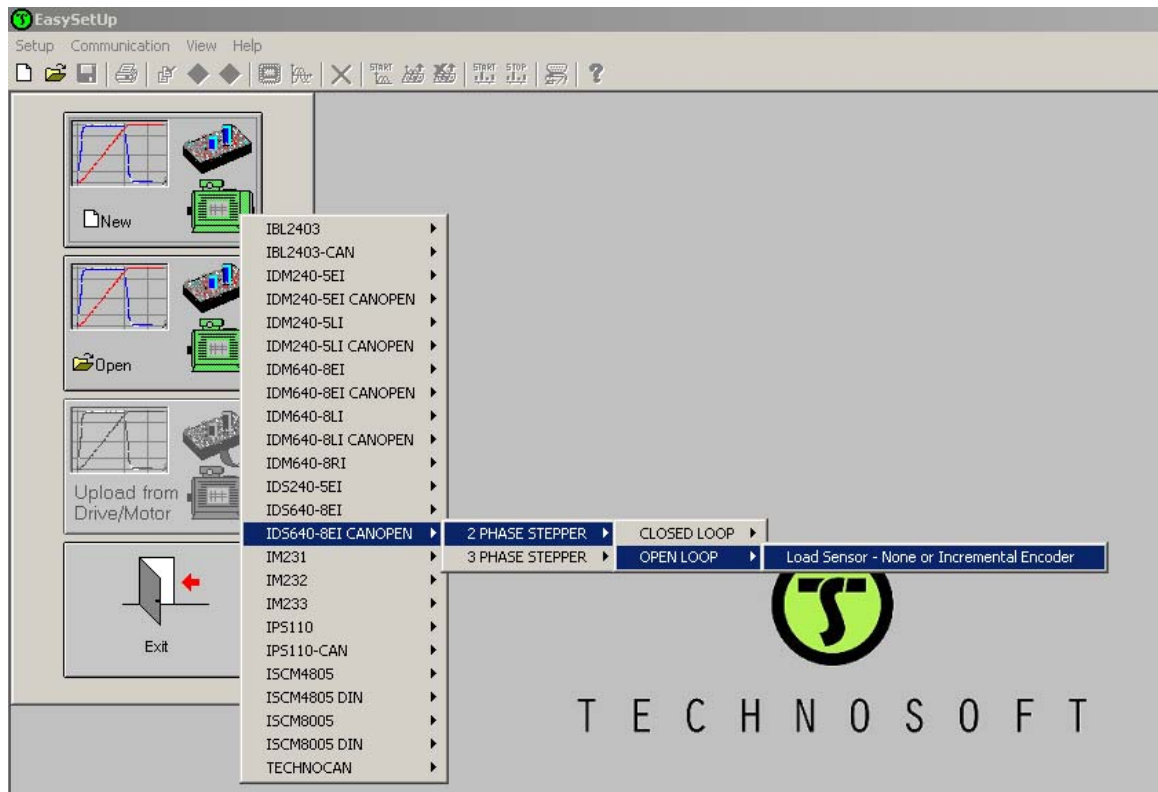 EasySetUp
Setup Communication View Help
START START STOP
New
Open
Upload from
Drive/Motor
Exit
IBL2403
IBL2403-CAN
IDM240-5EI
IDM240-5EI CANOPEN
IDM240-5LI
IDM240-5LI CANOPEN
IDM640-8EI
IDM640-8EI CANOPEN
IDM640-8LI
IDM640-8LI CANOPEN
IDM640-8RI
IDS240-5EI
IDS640-8EI
IDS640-8EI CANOPEN
IM231
IM232
IM233
IPS110
IPS110-CAN
ISCM4805
ISCM4805 DIN
ISCM8005
ISCM8005 DIN
TECHNOCAN
2 PHASE STEPPER
3 PHASE STEPPER
CLOSED LOOP
OPEN LOOP
Load Sensor - None or Incremental Encoder
TECHNOSOFT